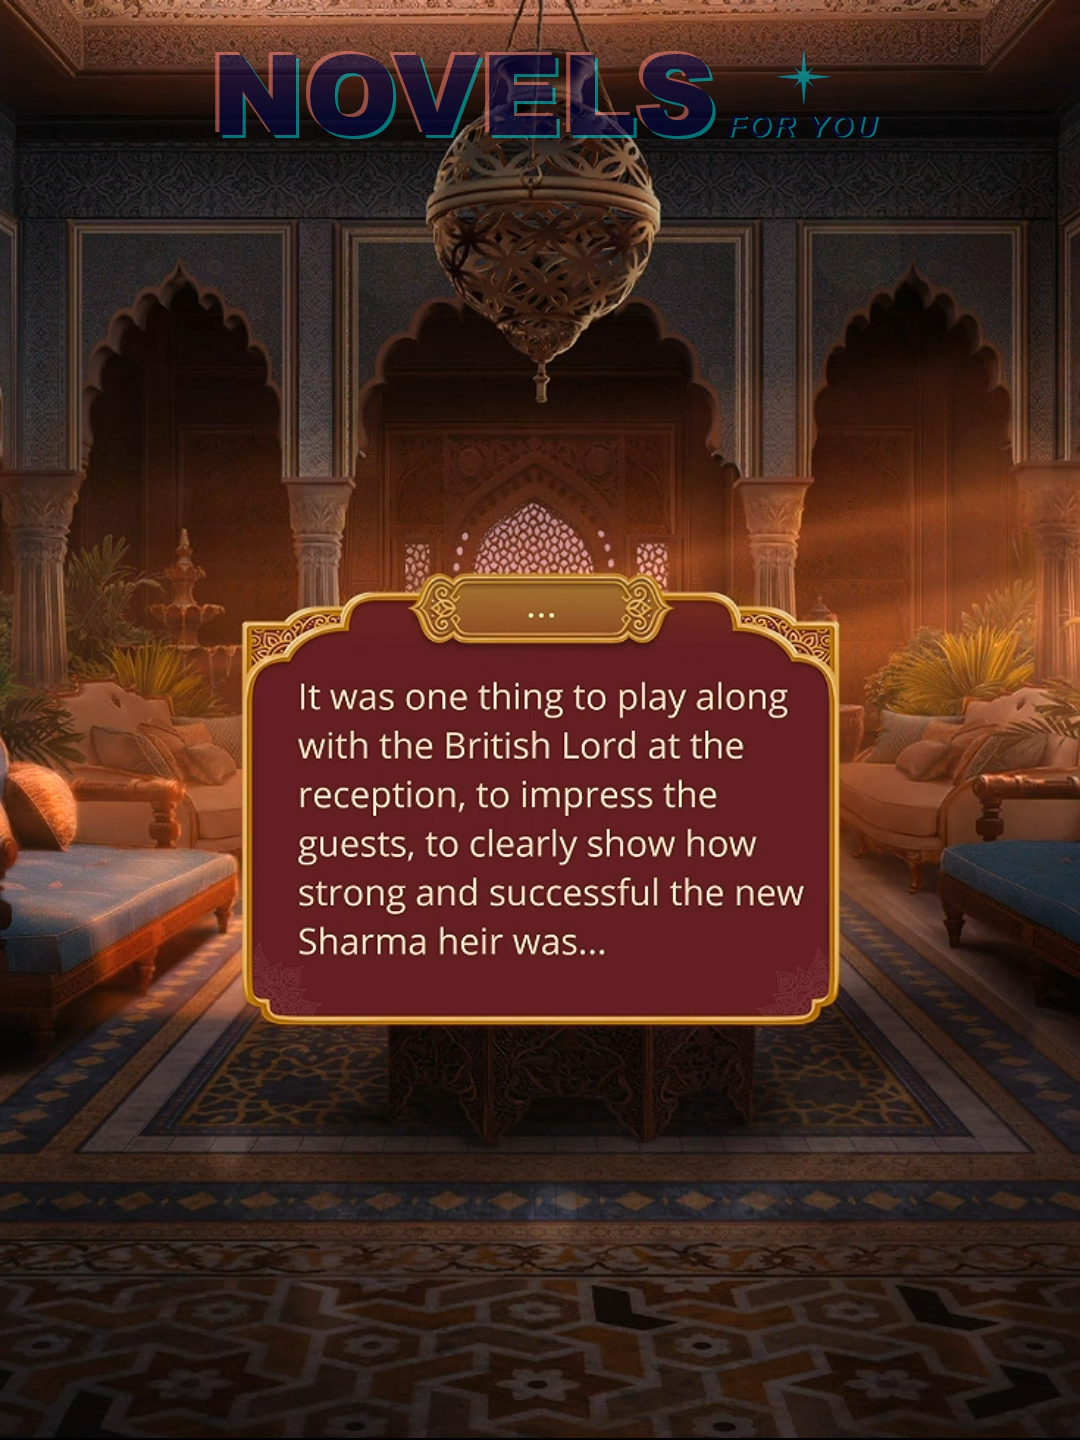 NOVELS
FOR YOU
...
It was one thing to play along
with the British Lord at the
reception, to impress the
guests, to clearly show how
strong and successful the new
Sharma heir was...